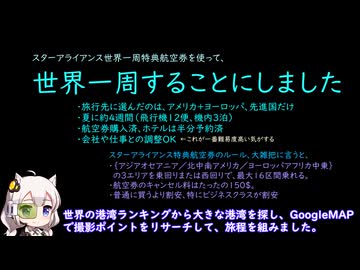 スターアライアンス世界一周特典航空券を使って、
世界一周することにしました
・旅行先に選んだのは、アメリカ+ヨーロッパ、先進国だけ
・夏に約4週間（飛行機12便、機内3泊）
・航空券購入済、ホテルは半分予約済
・会社や仕事との調整OK ←これが一番難易度高い気がする
スターアライアンス特典航空券のルール、大雑把に言うと、
・{アジアオセアニア/北中南アメリカ/ヨーロッパアフリカ中東}
の3エリアを東回りまたは西回りで、最大16区間乗れる。
・航空券のキャンセル料はたったの150$。
・普通に買うより割安、特にビジネスクラスが割安
世界の港湾ランキングから大きな港湾を探し、GoogleMAP
で撮影ポイントをリサーチして、旅程を組みました。